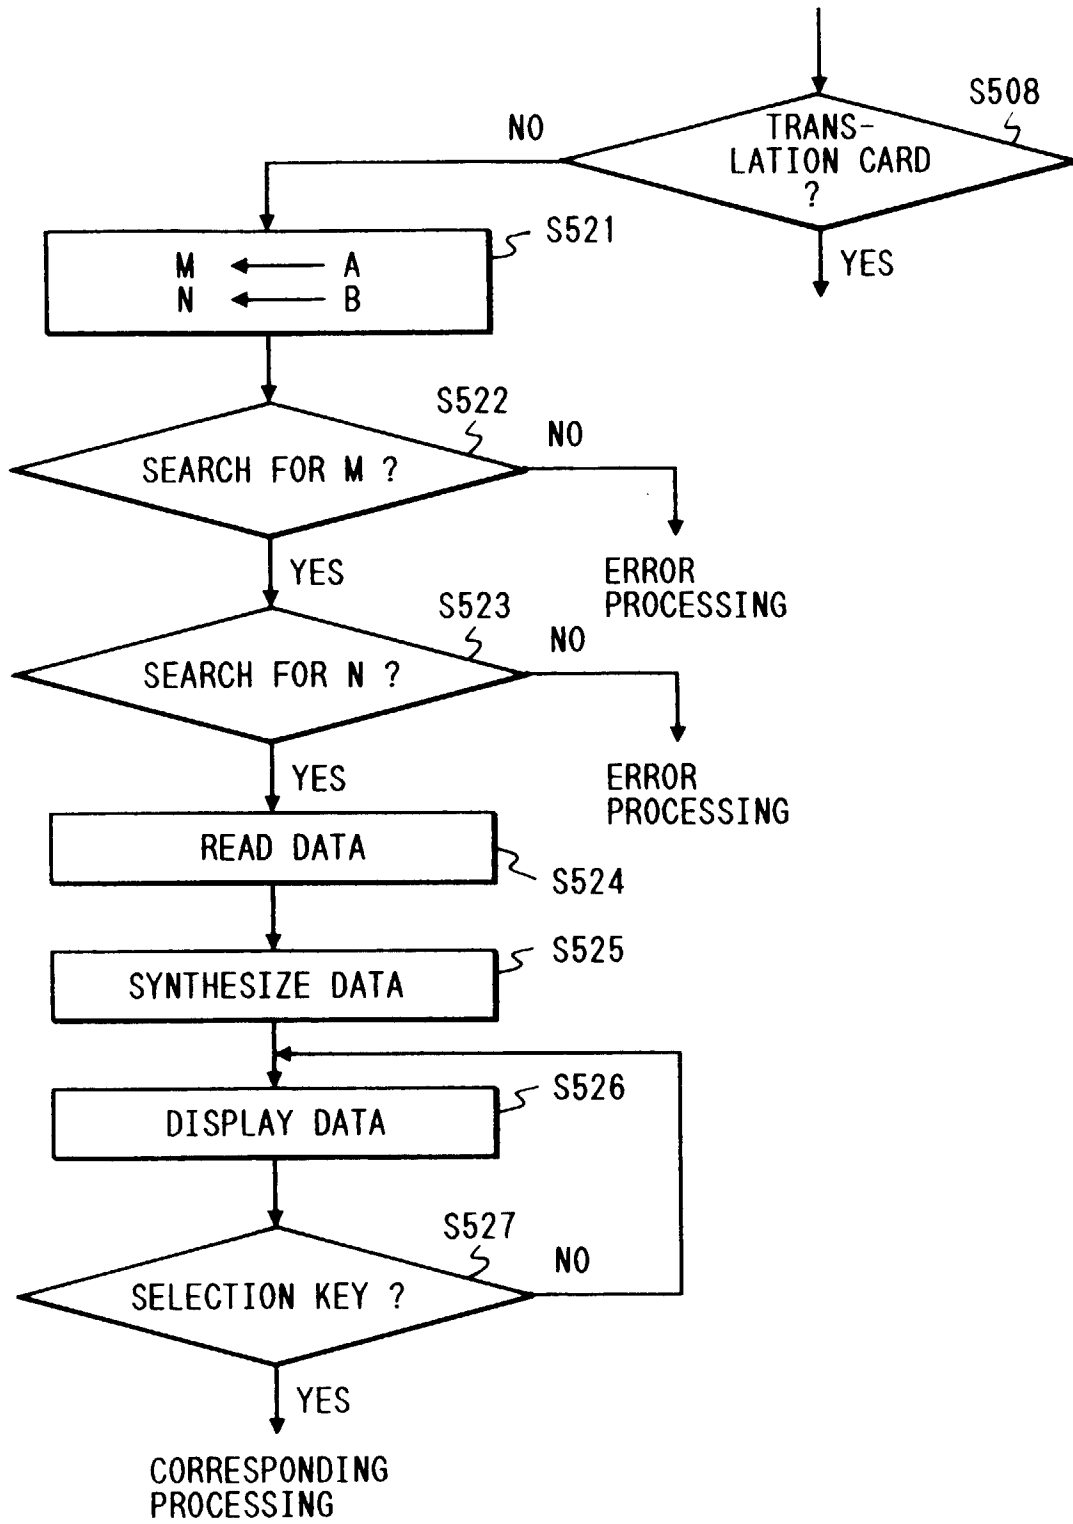 S508
TRANS-
LATION CARD
?
NO
YES
S521
M ← A
N ← B
S522
SEARCH FOR M ?
NO
YES
ERROR
PROCESSING
S523
SEARCH FOR N ?
NO
YES
ERROR
PROCESSING
READ DATA
S524
S525
SYNTHESIZE DATA
S526
DISPLAY DATA
S527
SELECTION KEY ?
NO
YES
CORRESPONDING
PROCESSING